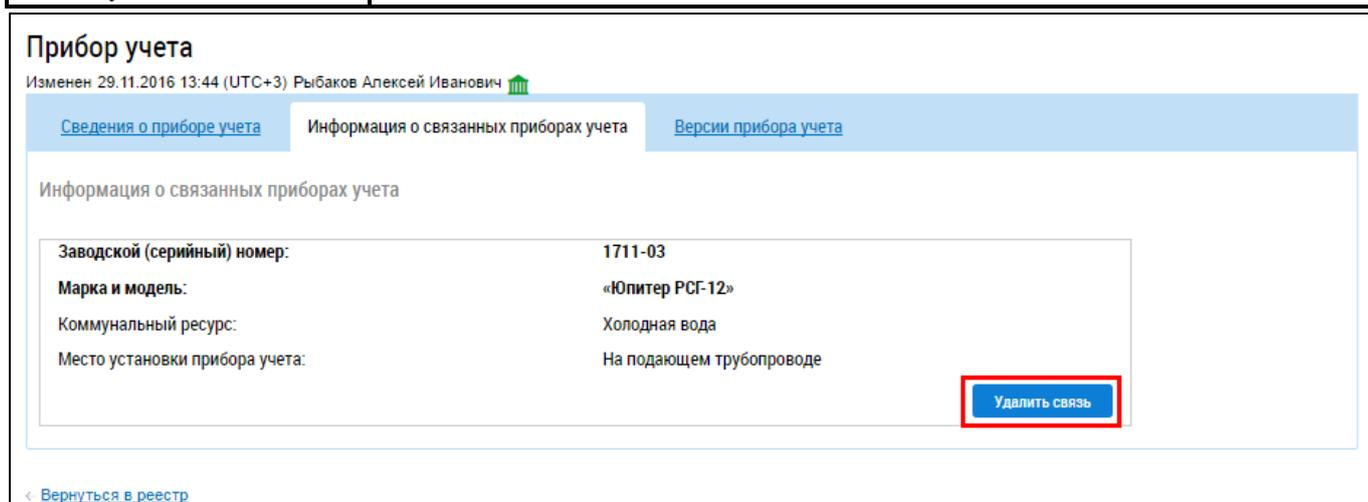 Прибор учета
Изменен 29.11.2016 13:44 (UTC+3) Рыбаков Алексей Иванович
Сведения о приборе учета Информация о связанных приборах учета Версии прибора учета
Информация о связанных приборах учета
Заводской (серийный) номер: 1711-03
Марка и модель: «Юпитер РСГ-12»
Коммунальный ресурс: Холодная вода
Место установки прибора учета: На подающем трубопроводе
Удалить связь
← Вернуться в реестр